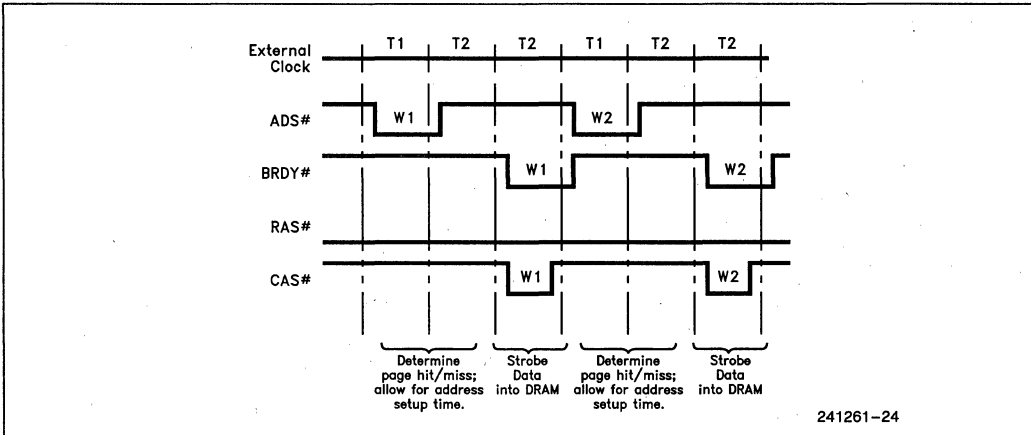 External
Clock
T1 T2 T2 T1 T2 T2
ADS#
W1 W2
BRDY#
W1 W2
RAS#
CAS#
W1 W2
Determine
page hit/miss;
allow for address
setup time.
Strobe
Data
into DRAM
Determine
page hit/miss;
allow for address
setup time.
Strobe
Data
into DRAM
241261-24